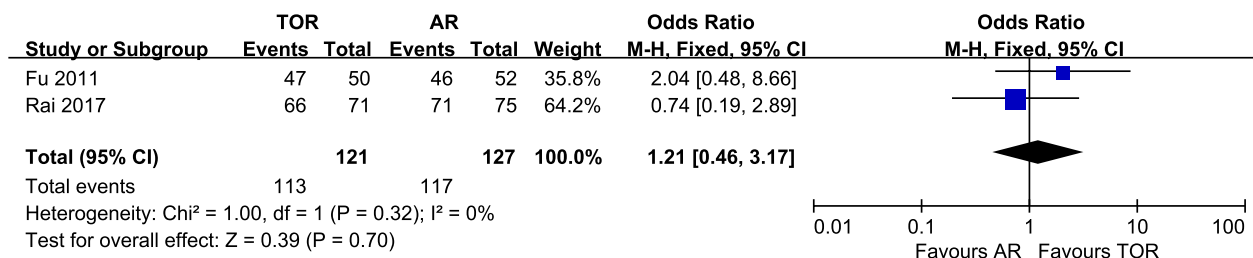 TOR AR Odds Ratio Odds Ratio
Study or Subgroup Events Total Events Total Weight M-H, Fixed, 95% CI M-H, Fixed, 95% CI
Fu 2011 47 50 46 52 35.8% 2.04 [0.48, 8.66]
Rai 2017 66 71 71 75 64.2% 0.74 [0.19, 2.89]
Total (95% CI) 121 127 100.0% 1.21 [0.46, 3.17]
Total events 113 117
Heterogeneity: Chi² = 1.00, df = 1 (P = 0.32); I² = 0%
Test for overall effect: Z = 0.39 (P = 0.70)
0.01 0.1 1 10 100
Favours AR Favours TOR